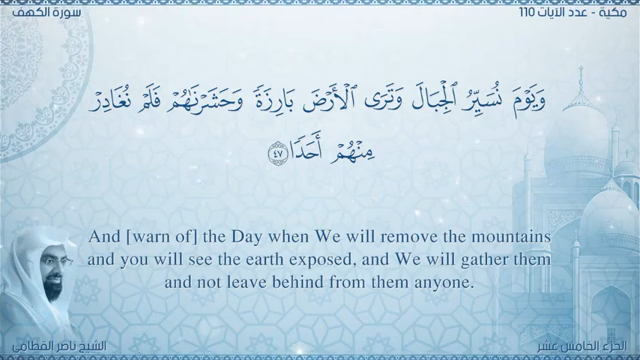 مكية - عدد الآيات 110
سورة الكهف
وَيَوْمَ نُسَيِّرُ ٱلْجِبَالَ وَتَرَى ٱلْأَرْضَ بَارِزَةً وَحَشَرْنَٰهُمْ فَلَمْ نُغَادِرْ
مِنْهُمْ أَحَدًا ٤٧
And [warn of] the Day when We will remove the mountains
and you will see the earth exposed, and We will gather them
and not leave behind from them anyone.
الجزء الخامس عشر
الشيخ ناصر القطامي